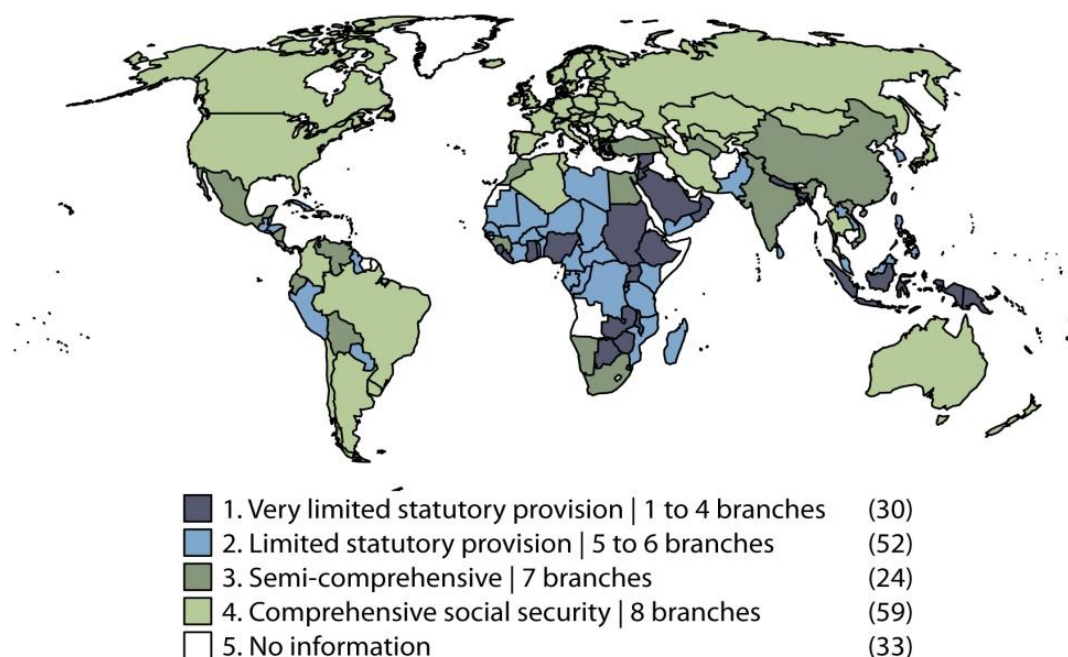 1. Very limited statutory provision | 1 to 4 branches (30)
2. Limited statutory provision | 5 to 6 branches (52)
3. Semi-comprehensive | 7 branches (24)
4. Comprehensive social security | 8 branches (59)
5. No information (33)